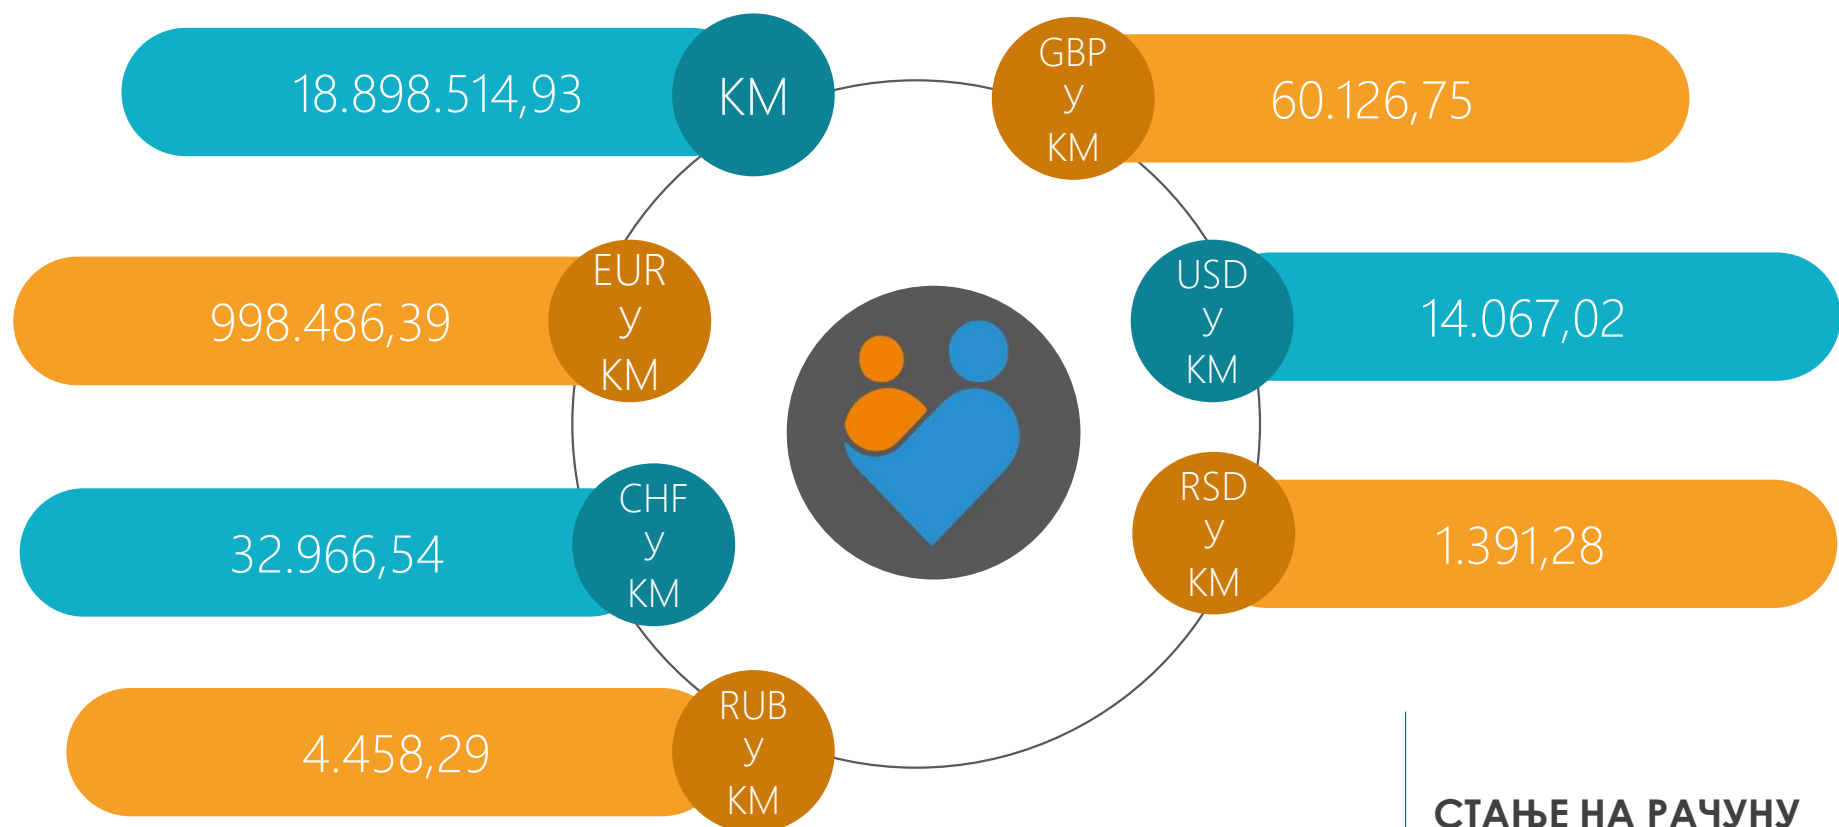 18.898.514,93
КМ
GBP
у
КМ
60.126,75
998.486,39
EUR
у
КМ
USD
у
КМ
14.067,02
32.966,54
CHF
у
КМ
RSD
у
КМ
1.391,28
4.458,29
RUB
у
КМ
СТАЊЕ НА РАЧУНУ